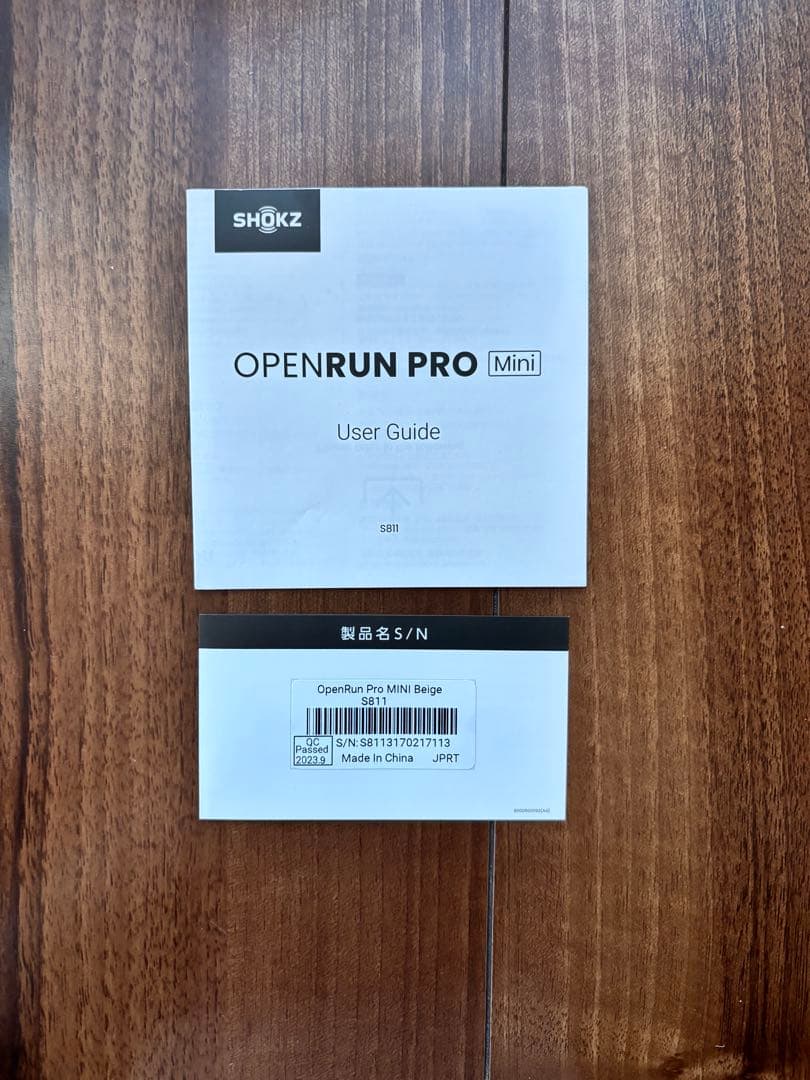 SHOKZ
OPENRUN PRO Mini
User Guide
S811
製品名S/N
OpenRun Pro MINI Beige
S811
QC
Passed
2023.9
S/N:S8113170217113
Made In China JPRT